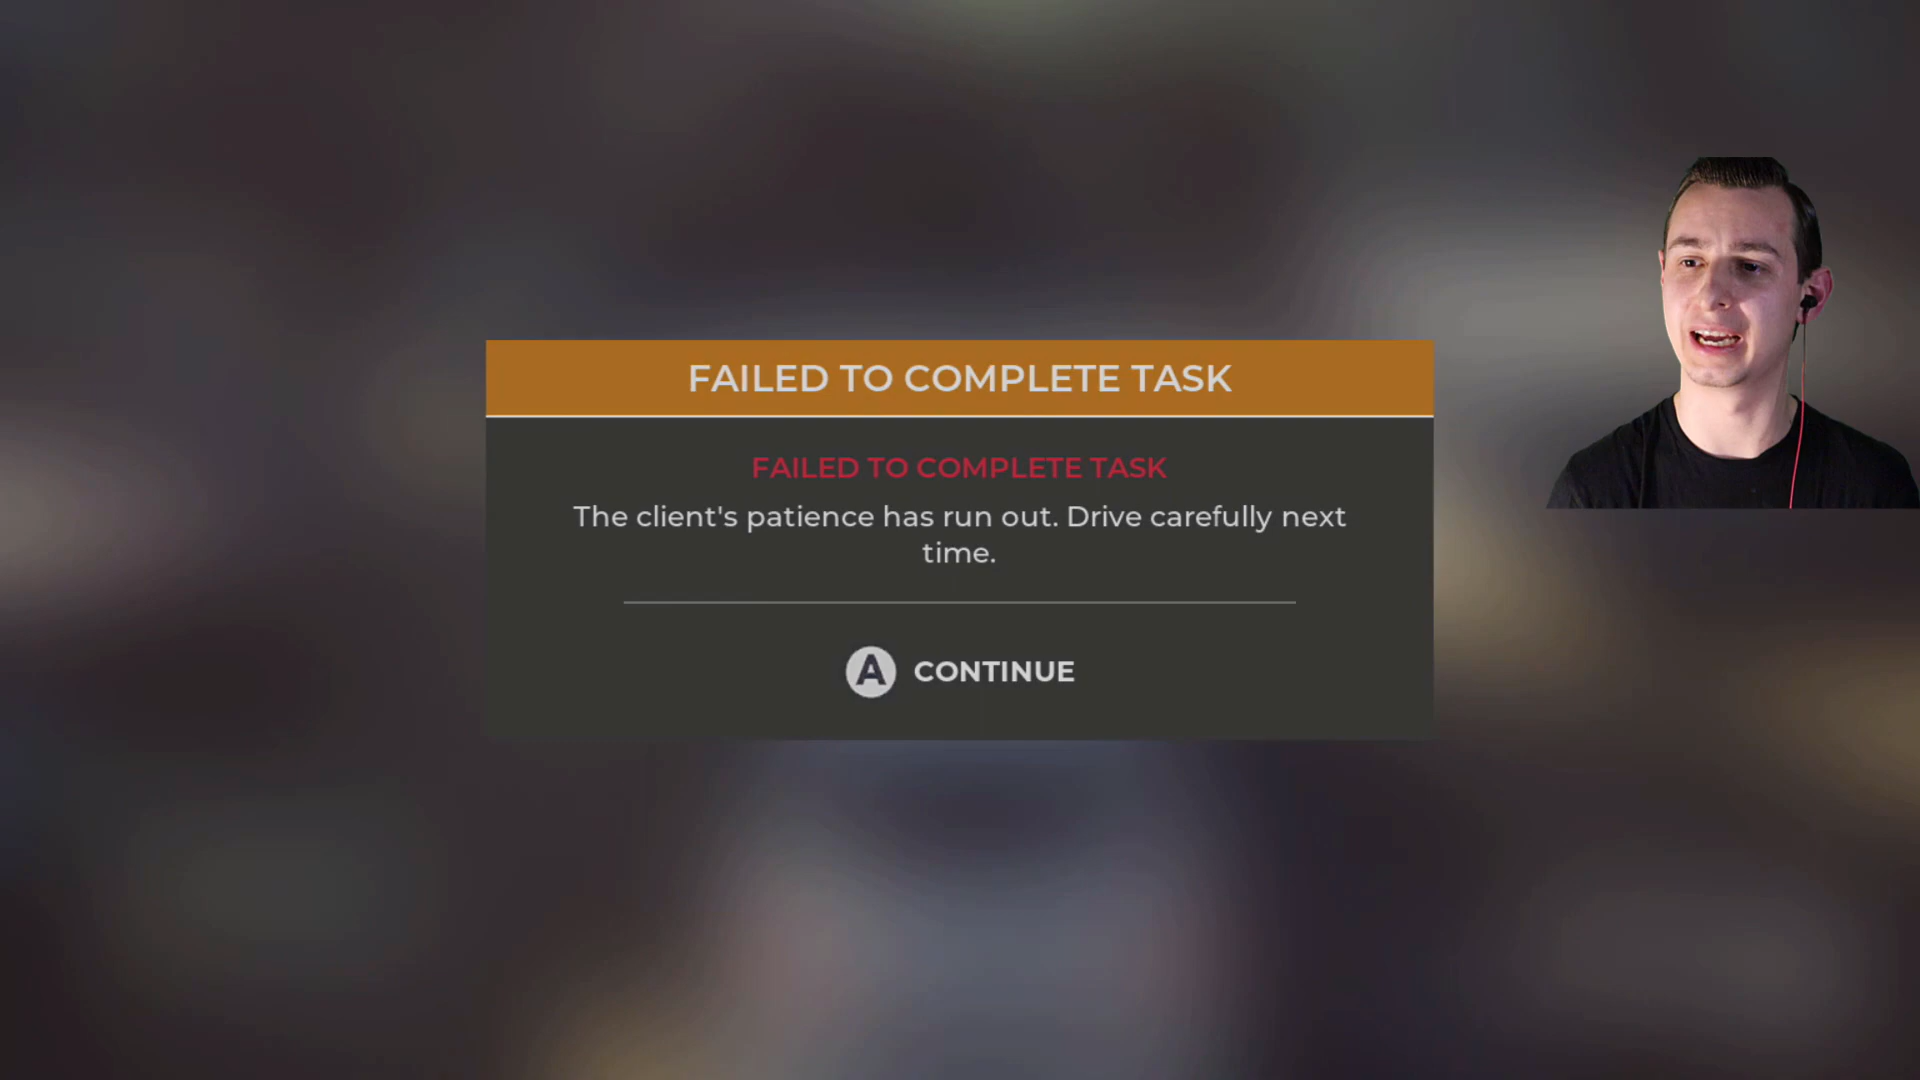 FAILED TO COMPLETE TASK
FAILED TO COMPLETE TASK
The client's patience has run out. Drive carefully next
time.
A CONTINUE